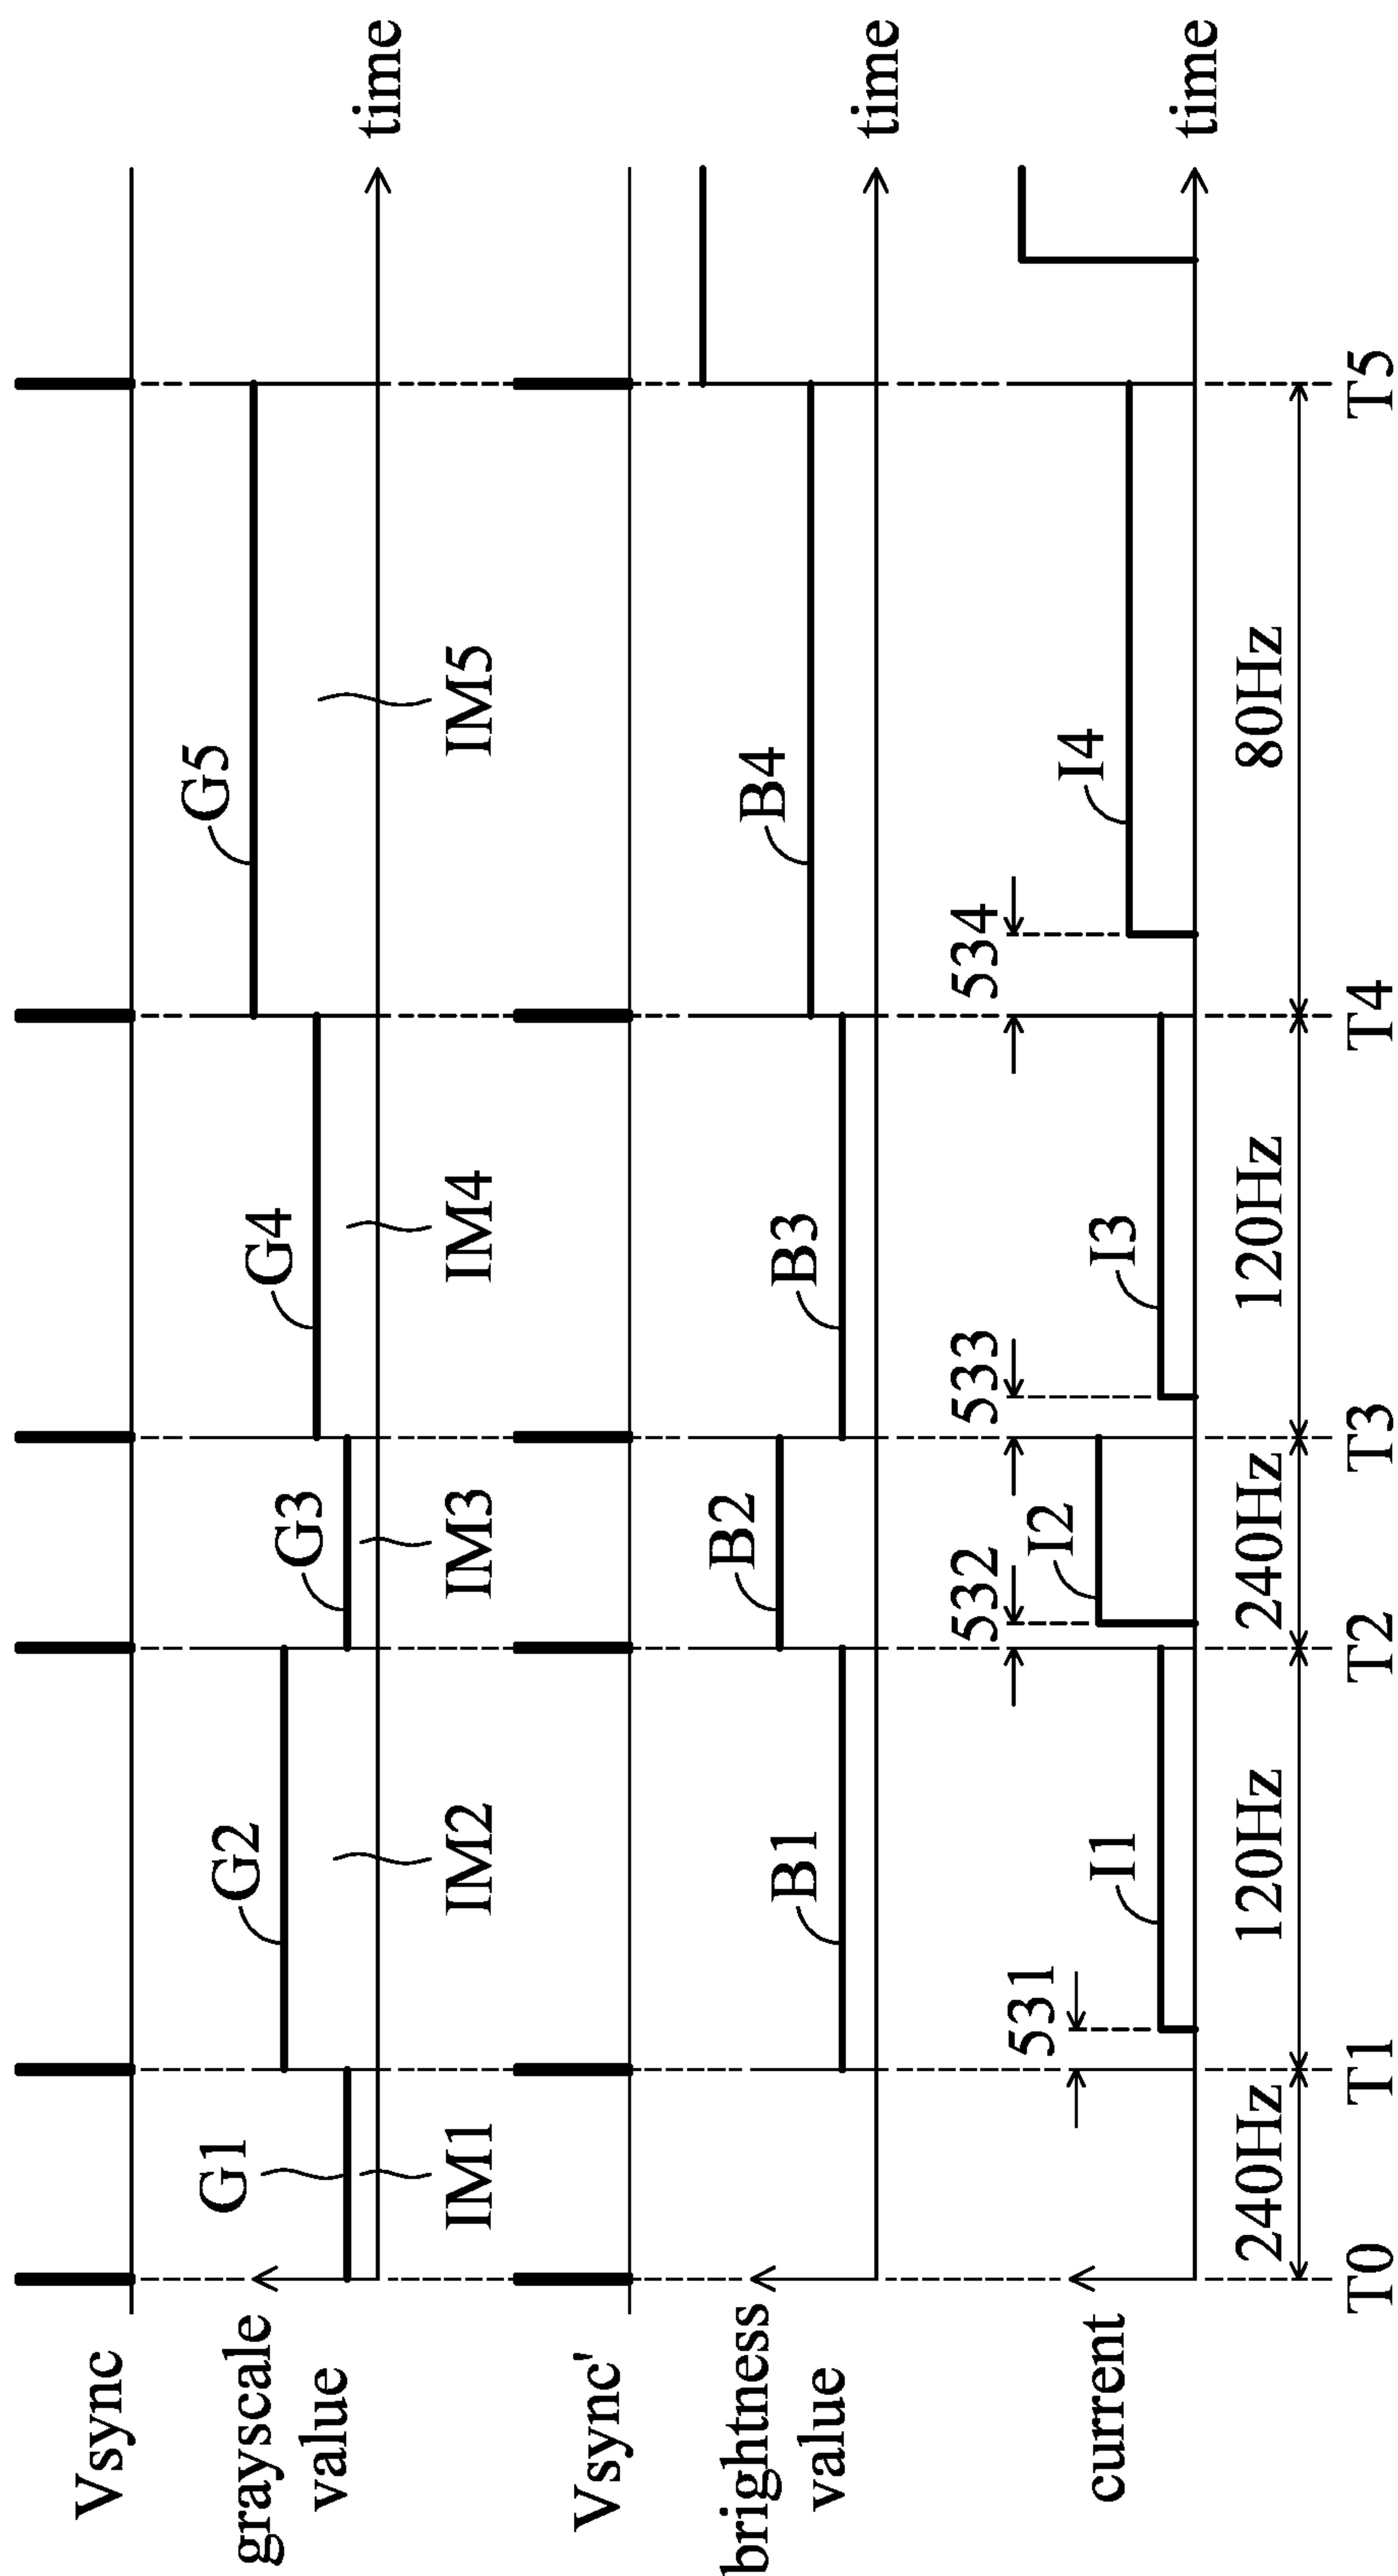 Vsync
grayscale
value
G1
G2
G3
G4
G5
time
IM1
IM2
IM3
IM4
IM5
Vsync'
brightness
value
B1
B2
B3
B4
time
current
531
532
533
534
I1
I2
I3
I4
time
240Hz
120Hz
240Hz
120Hz
80Hz
T0
T1
T2
T3
T4
T5